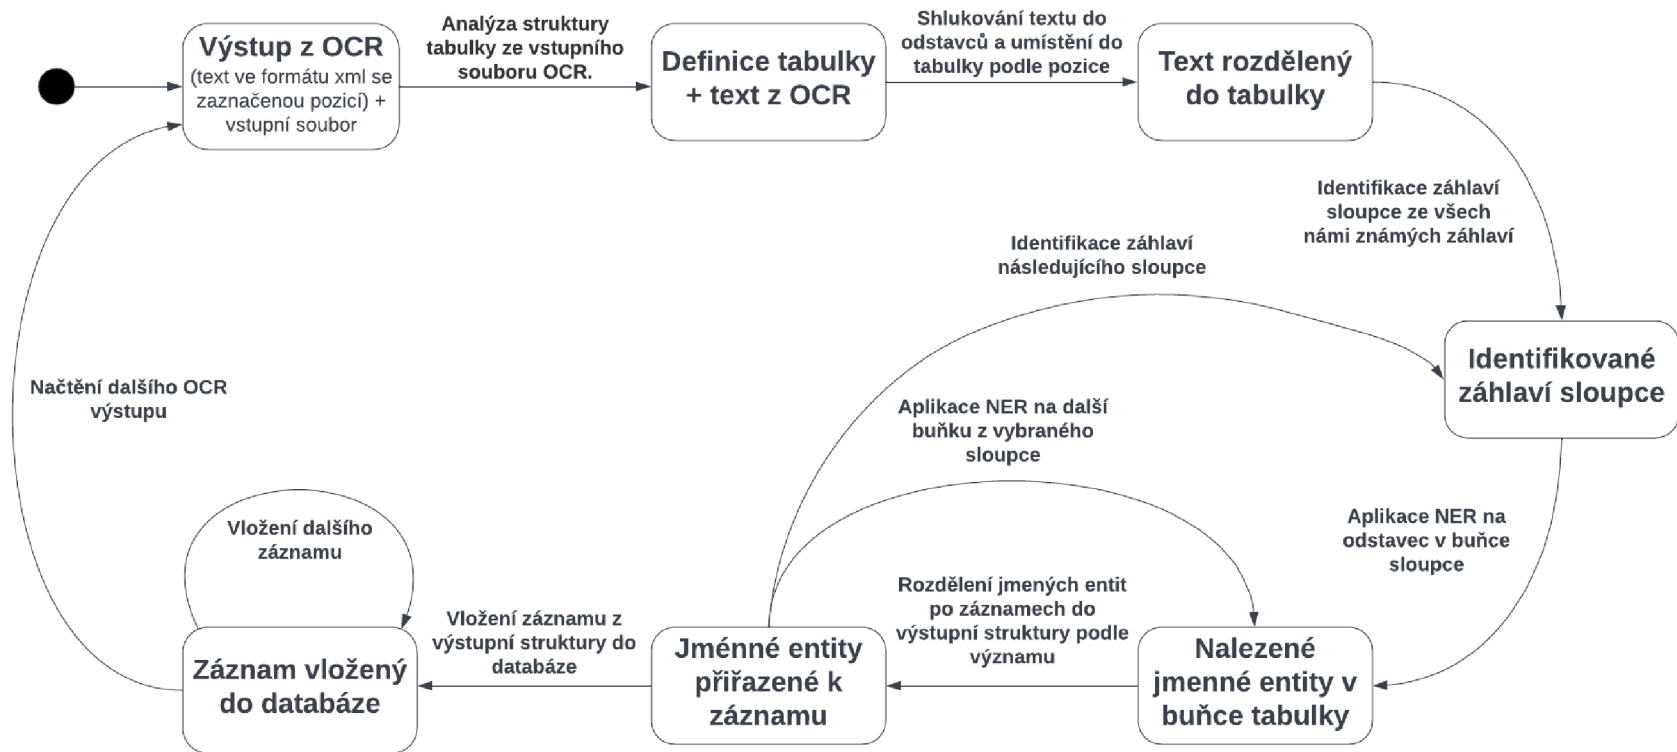 Výstup z OCR
(text ve formátu xml se
zaznačenou pozicí) +
vstupní soubor
Analýza struktury
tabulky ze vstupního
souboru OCR.
Definice tabulky
+ text z OCR
Shlukování textu do
odstavců a umístění do
tabulky podle pozice
Text rozdělený
do tabulky
Identifikace záhlaví
sloupce ze všech
námi známých záhlaví
Identifikace záhlaví
následujícího sloupce
Identifikované
záhlaví sloupce
Načtění dalšího OCR
výstupu
Aplikace NER na další
buňku z vybraného
sloupce
Aplikace NER na
odstavec v buňce
sloupce
Vložení dalšího
záznamu
Rozdělení jmených entit
po záznamech do
výstupní struktury podle
významu
Vložení záznamu z
výstupní struktury do
databáze
Záznam vložený
do databáze
Jménné entity
přiřazené k
záznamu
Nalezené
jmenné entity v
buňce tabulky